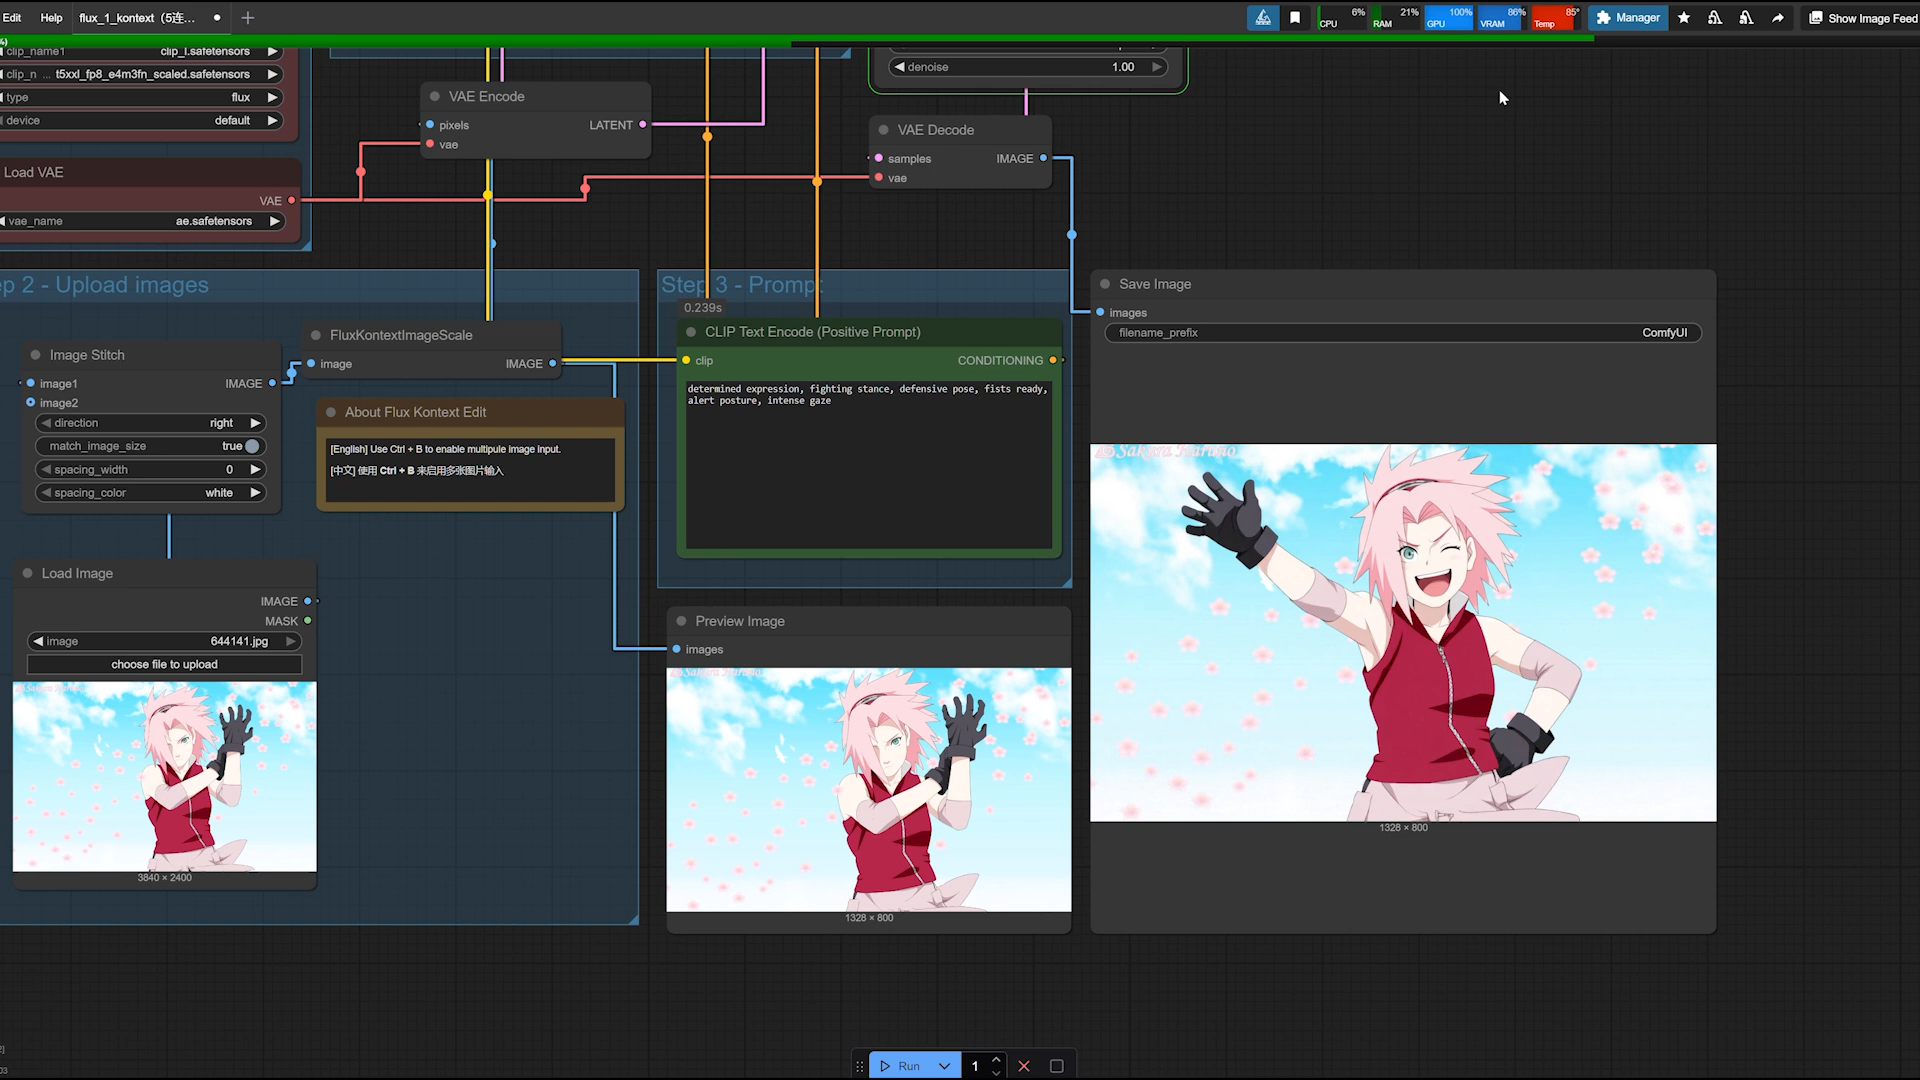 Edit
Help
flux_1_kontext（5连...
CPU
6%
RAM
21%
GPU
100%
VRAM
86%
Temp
85°
Manager
Show Image Feed
clip_name1
clip_l.safetensors
clip_n ...
t5xxl_fp8_e4m3fn_scaled.safetensors
type
flux
device
default
Load VAE
VAE
vae_name
ae.safetensors
VAE Encode
pixels
LATENT
vae
denoise
1.00
VAE Decode
samples
IMAGE
vae
ep 2 - Upload images
Image Stitch
image1
IMAGE
image2
direction
right
match_image_size
true
spacing_width
0
spacing_color
white
FluxKontextImageScale
image
IMAGE
About Flux Kontext Edit
[English] Use Ctrl + B to enable multipule image input.
[中文] 使用 Ctrl + B 来启用多张图片输入
Load Image
IMAGE
MASK
image
644141.jpg
choose file to upload
3840 × 2400
Step 3 - Prompt
0.239s
CLIP Text Encode (Positive Prompt)
clip
CONDITIONING
determined expression, fighting stance, defensive pose, fists ready,
alert posture, intense gaze
Preview Image
images
Sakura Haruno
1328 × 800
Save Image
images
filename_prefix
ComfyUI
Sakura Haruno
1328 × 800
Run
1